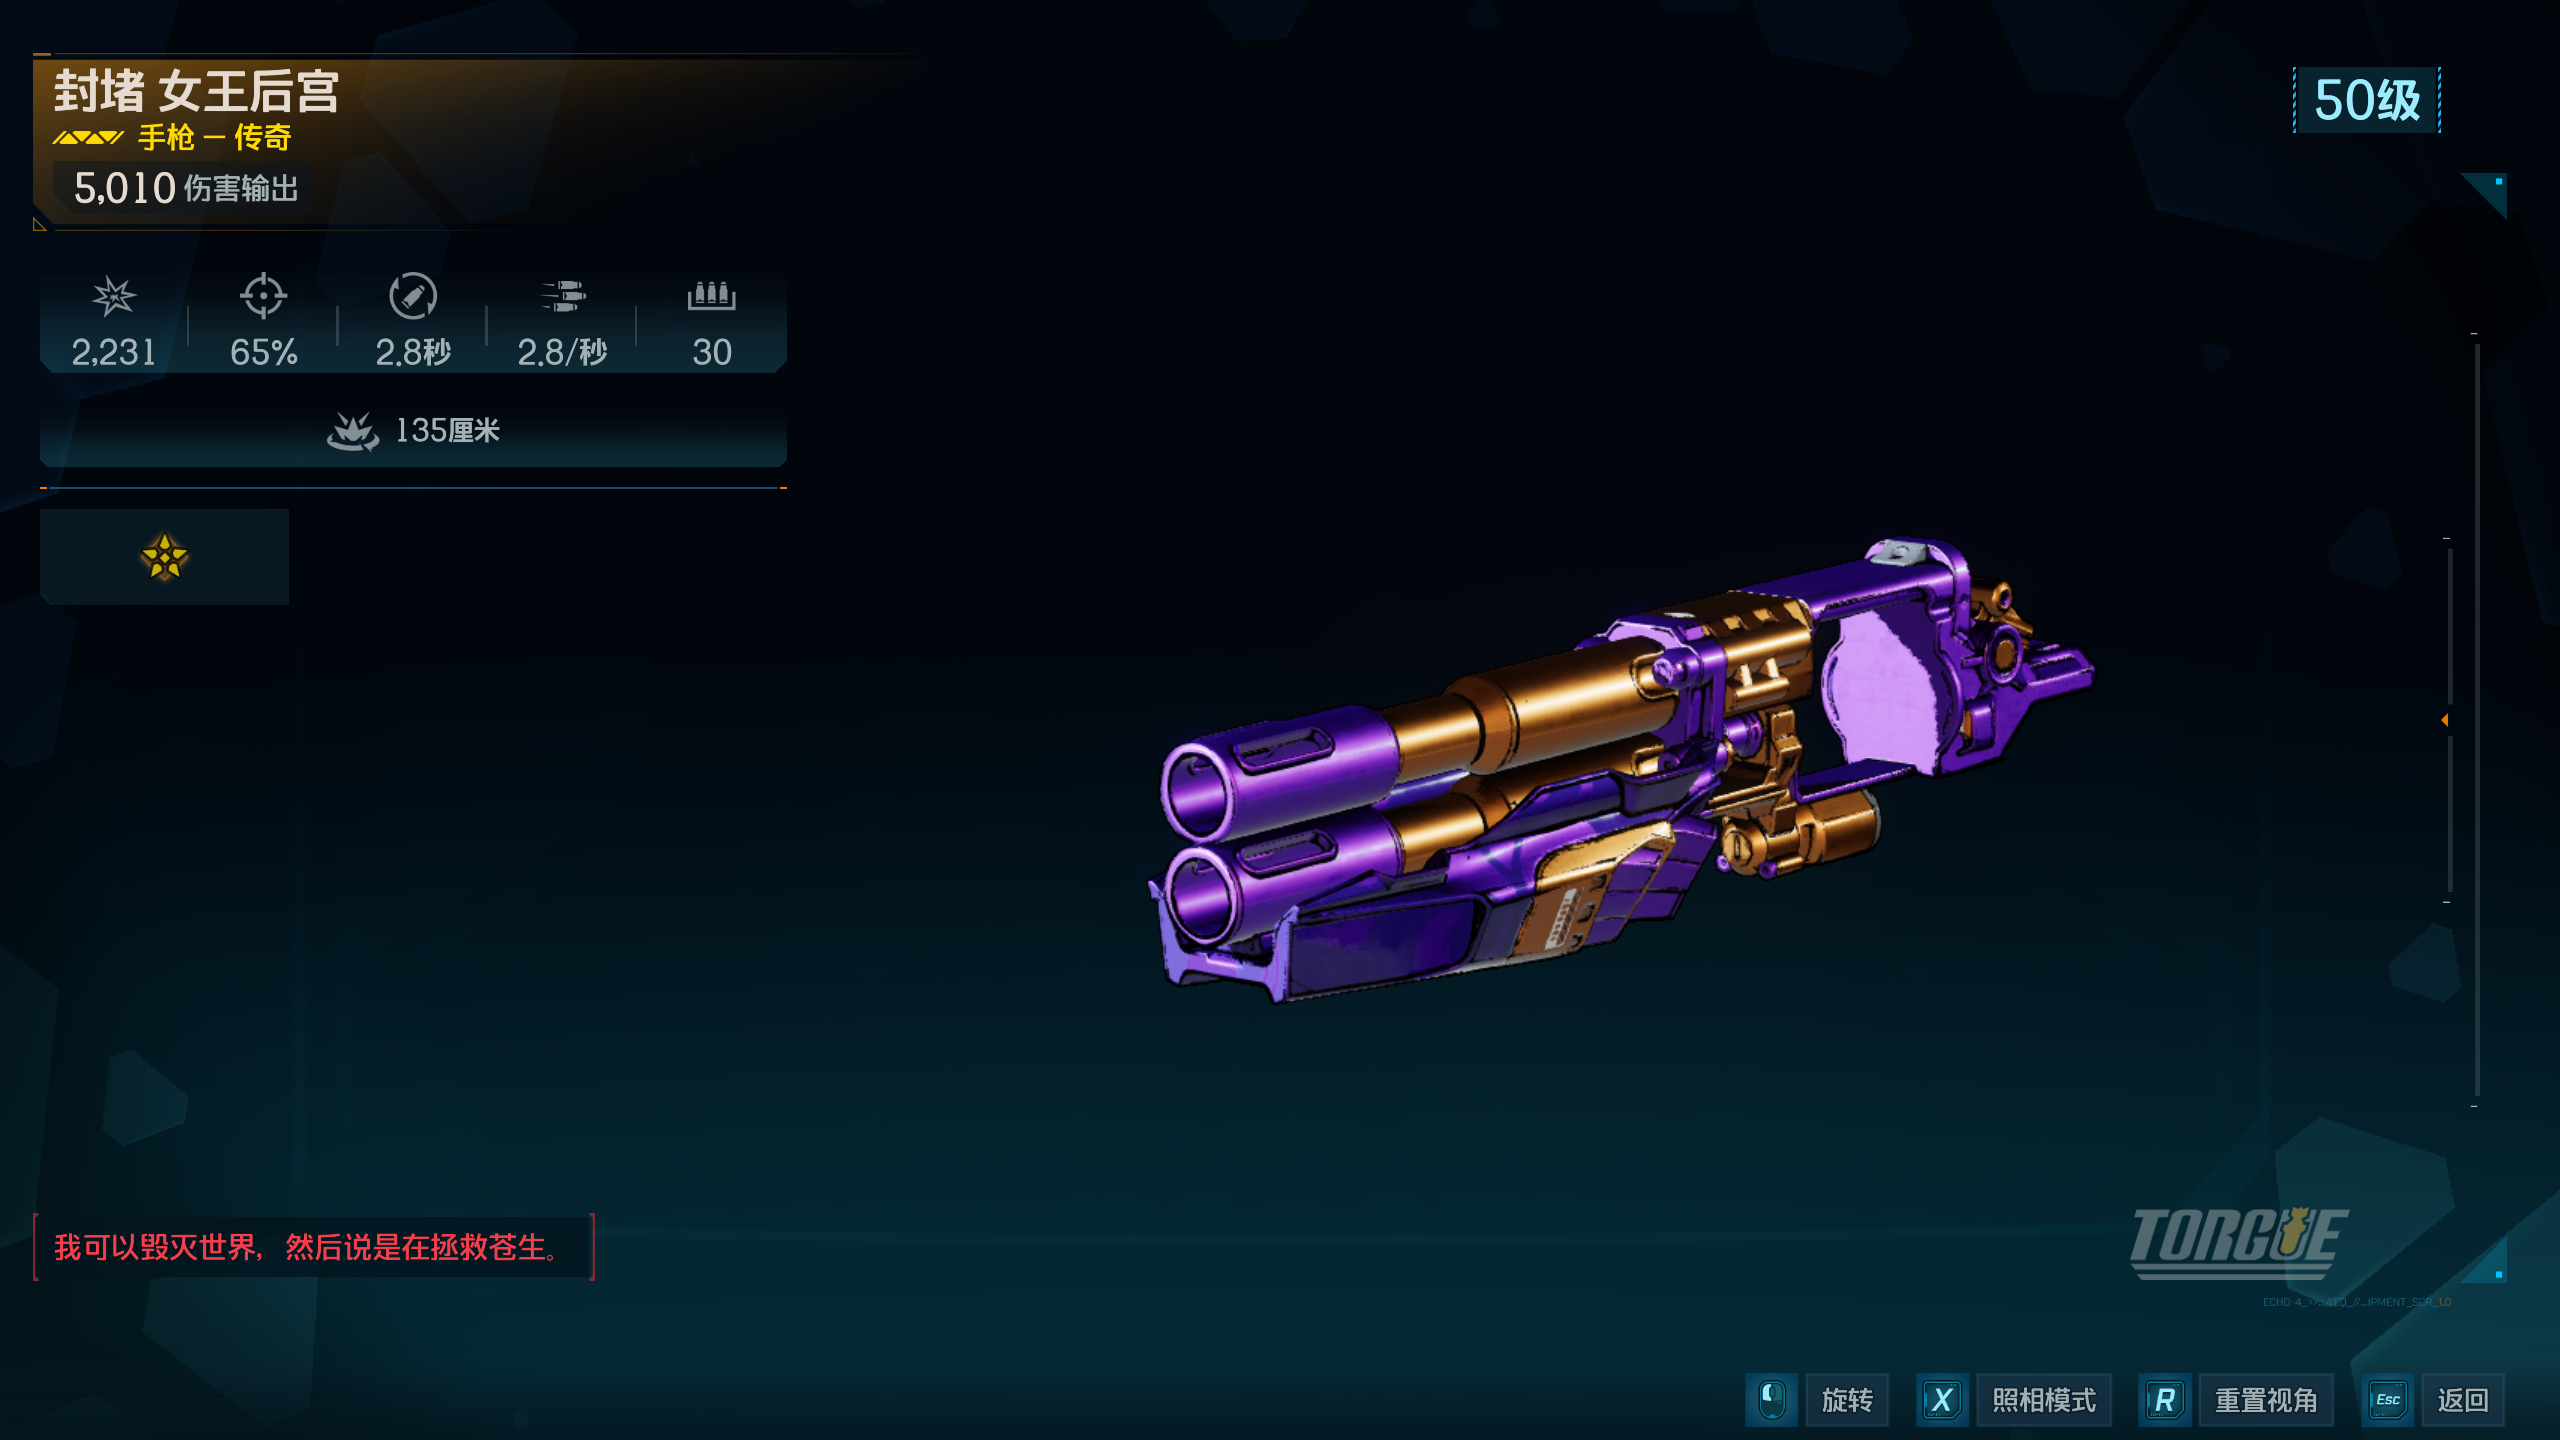 封堵 女王后宫
手枪 — 传奇
5,010 伤害输出
50级
2,231
65%
2.8秒
2.8/秒
30
135厘米
我可以毁灭世界，然后说是在拯救苍生。
TORGUE
旋转
X 照相模式
R 重置视角
Esc 返回